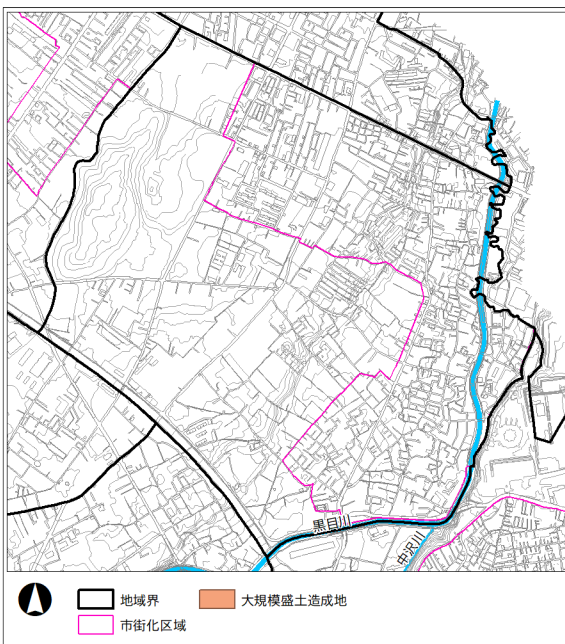 黒目川
中沢川
地域界
大規模盛土造成地
市街化区域